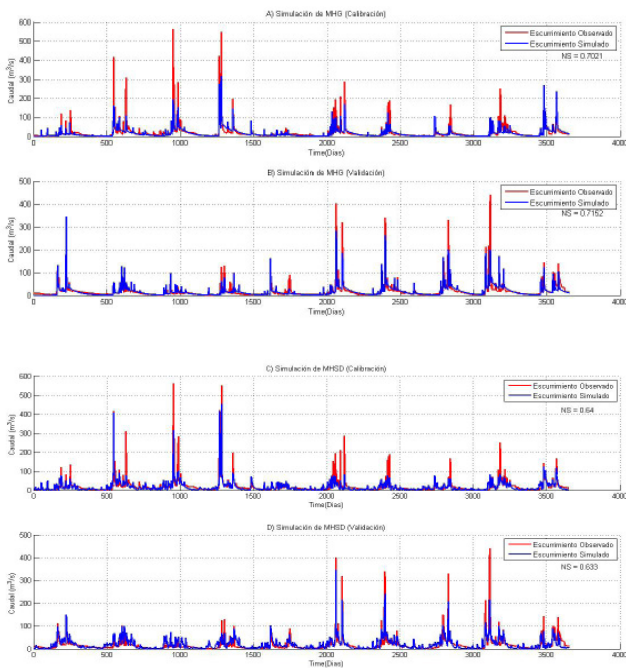 A) Simulación de MHG (Calibración)
Caudal (m³/s)
600
500
400
300
200
100
0
Escurrimiento Observado
Escurrimiento Simulado
NS = 0.7021
0 500 1000 1500 2000 2500 3000 3500 4000
Time(Dias)
B) Simulación de MHG (Validación)
Caudal (m³/s)
500
400
300
200
100
0
Escurrimiento Observado
Escurrimiento Simulado
NS = 0.7152
0 500 1000 1500 2000 2500 3000 3500 4000
Time(Dias)
C) Simulación de MHSD (Calibración)
Caudal (m³/s)
600
500
400
300
200
100
0
Escurrimiento Observado
Escurrimiento Simulado
NS = 0.64
0 500 1000 1500 2000 2500 3000 3500 4000
Time(Dias)
D) Simulación de MHSD (Validación)
Caudal (m³/s)
500
400
300
200
100
0
Escurrimiento Observado
Escurrimiento Simulado
NS = 0.633
0 500 1000 1500 2000 2500 3000 3500 4000
Time(Dias)